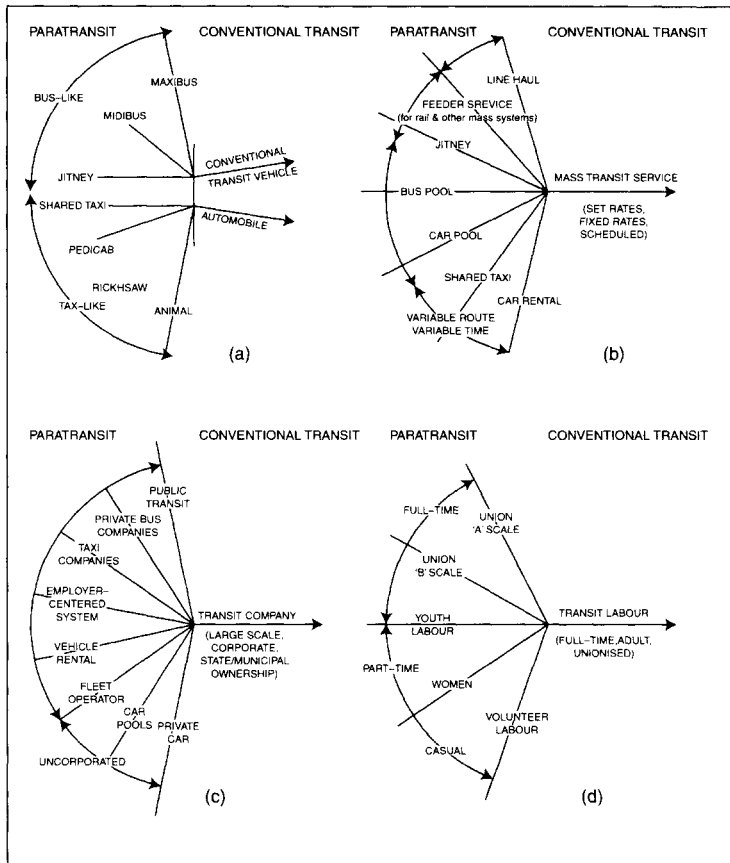 PARATRANSIT
CONVENTIONAL TRANSIT
BUS-LIKE
MAXIBUS
MIDIBUS
JITNEY
CONVENTIONAL
TRANSIT VEHICLE
SHARED TAXI
AUTOMOBILE
PEDICAB
RICKHSAW
TAX-LIKE
ANIMAL
(a)
PARATRANSIT
CONVENTIONAL TRANSIT
LINE HAUL
FEEDER SREVICE
(for rail & other mass systems)
JITNEY
BUS POOL
MASS TRANSIT SERVICE
(SET RATES,
FIXED RATES,
SCHEDULED)
CAR POOL
SHARED TAXI
CAR RENTAL
VARIABLE ROUTE
VARIABLE TIME
(b)
PARATRANSIT
CONVENTIONAL TRANSIT
PUBLIC
TRANSIT
PRIVATE BUS
COMPANIES
TAXI
COMPANIES
EMPLOYER-
CENTERED
SYSTEM
TRANSIT COMPANY
(LARGE SCALE,
CORPORATE,
STATE/MUNICIPAL
OWNERSHIP)
VEHICLE
RENTAL
FLEET
OPERATOR
CAR
POOLS
PRIVATE
CAR
UNCORPORATED
(c)
PARATRANSIT
CONVENTIONAL TRANSIT
FULL-TIME
UNION
'A' SCALE
UNION
'B' SCALE
YOUTH
LABOUR
TRANSIT LABOUR
(FULL-TIME,ADULT,
UNIONISED)
PART-TIME
WOMEN
VOLUNTEER
LABOUR
CASUAL
(d)